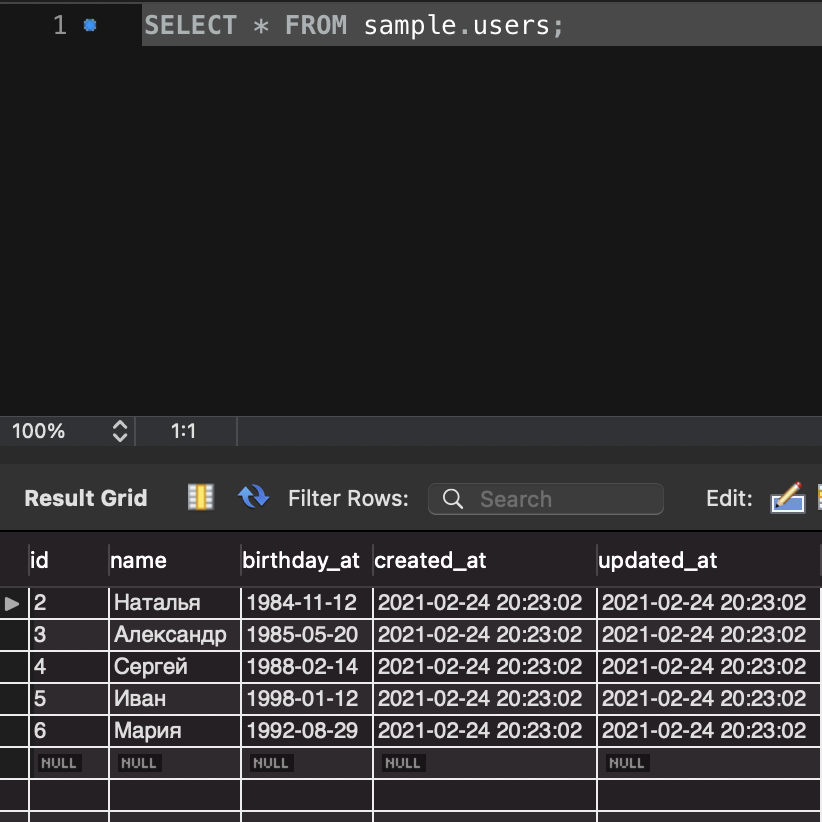 1 SELECT * FROM sample.users;
100% 1:1
Result Grid Filter Rows: Search Edit:
id name birthday_at created_at updated_at
2 Наталья 1984-11-12 2021-02-24 20:23:02 2021-02-24 20:23:02
3 Александр 1985-05-20 2021-02-24 20:23:02 2021-02-24 20:23:02
4 Сергей 1988-02-14 2021-02-24 20:23:02 2021-02-24 20:23:02
5 Иван 1998-01-12 2021-02-24 20:23:02 2021-02-24 20:23:02
6 Мария 1992-08-29 2021-02-24 20:23:02 2021-02-24 20:23:02
NULL NULL NULL NULL NULL